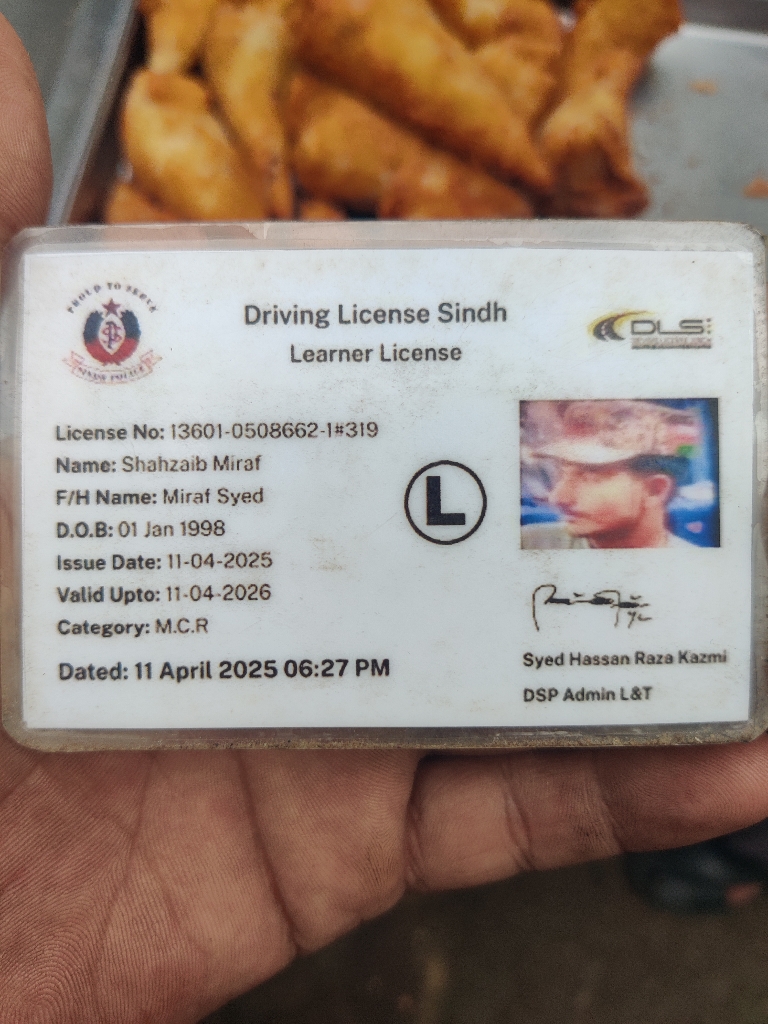 PROUD TO SERVE
SINDH POLICE
Driving License Sindh
Learner License
DLS
License No: 13601-0508662-1#319
Name: Shahzaib Miraf
F/H Name: Miraf Syed
D.O.B: 01 Jan 1998
Issue Date: 11-04-2025
Valid Upto: 11-04-2026
Category: M.C.R
Dated: 11 April 2025 06:27 PM
L
Syed Hassan Raza Kazmi
DSP Admin L&T